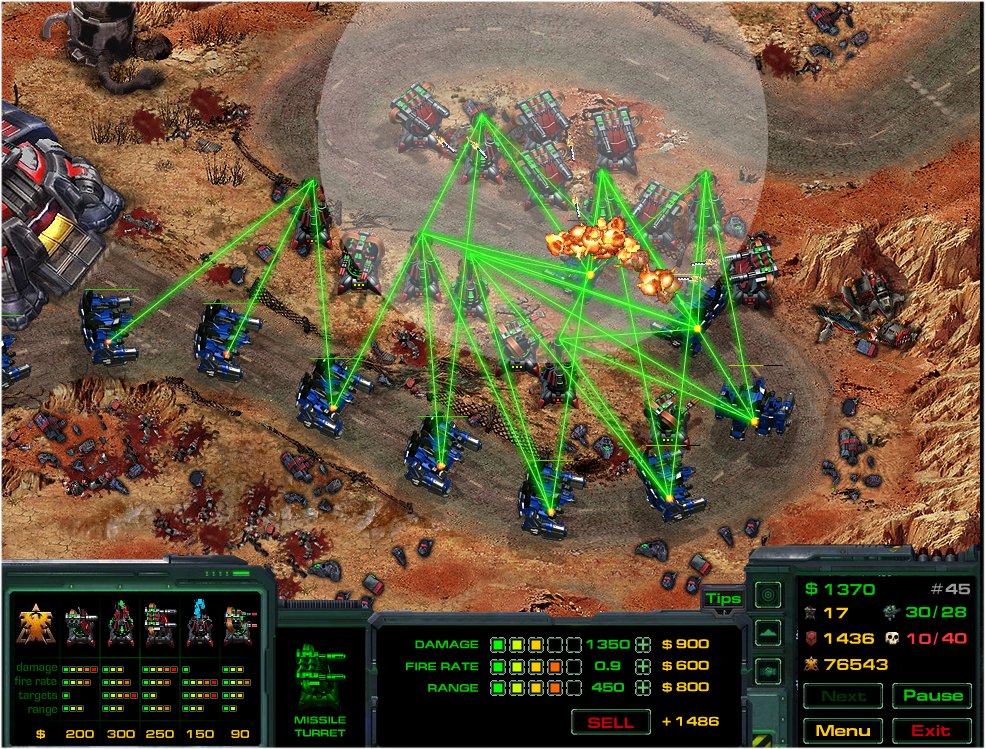 damage
fire rate
targets
range
$ 200 300 250 150 90
MISSILE
TURRET
DAMAGE 1350 $ 900
FIRE RATE 0.9 $ 600
RANGE 450 $ 800
SELL +1486
Tips
$ 1370 #45
17 30/28
1436 10/40
76543
Next Pause
Menu Exit